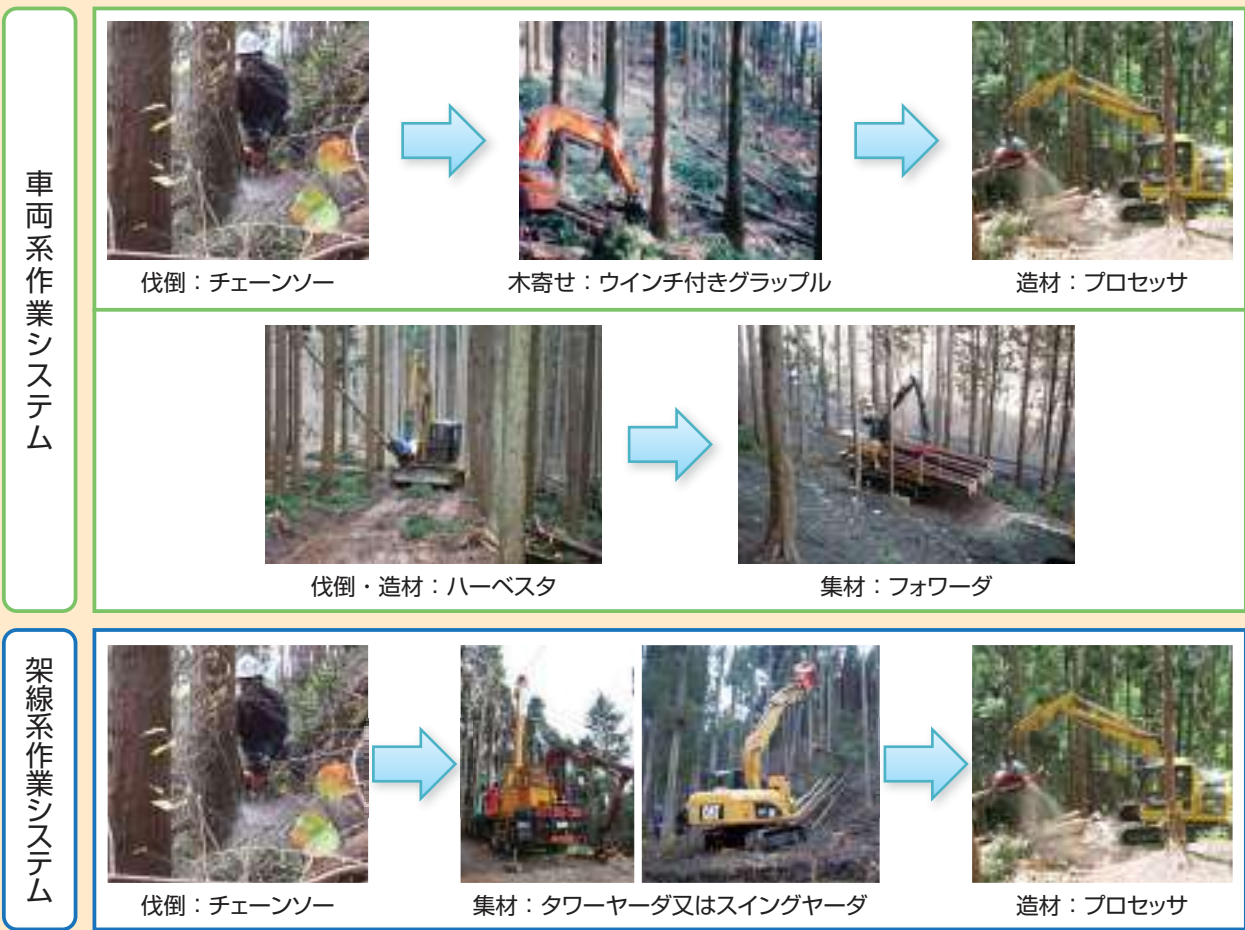 車両系作業システム
伐倒：チェーンソー
木寄せ：ウインチ付きグラップル
造材：プロセッサ
伐倒・造材：ハーベスタ
集材：フォワーダ
架線系作業システム
伐倒：チェーンソー
集材：タワーヤーダ又はスイングヤーダ
CAT
造材：プロセッサ